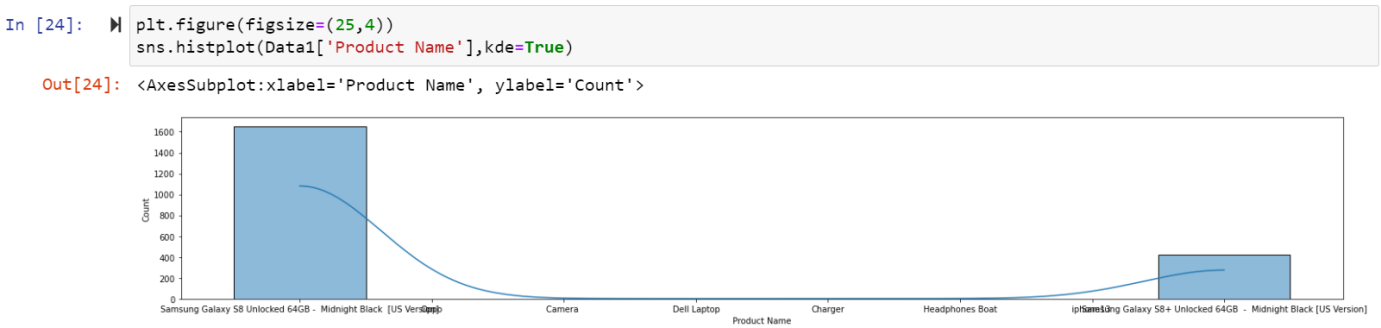 In [24]:
plt.figure(figsize=(25,4))
sns.histplot(Data1['Product Name'],kde=True)
Out[24]: <AxesSubplot:xlabel='Product Name', ylabel='Count'>
1600
1400
1200
1000
800
600
400
200
0
Count
Samsung Galaxy S8 Unlocked 64GB - Midnight Black [US Version] Oppo Camera Dell Laptop Charger Headphones Boat iphone13 Samsung Galaxy S8+ Unlocked 64GB - Midnight Black [US Version]
Product Name